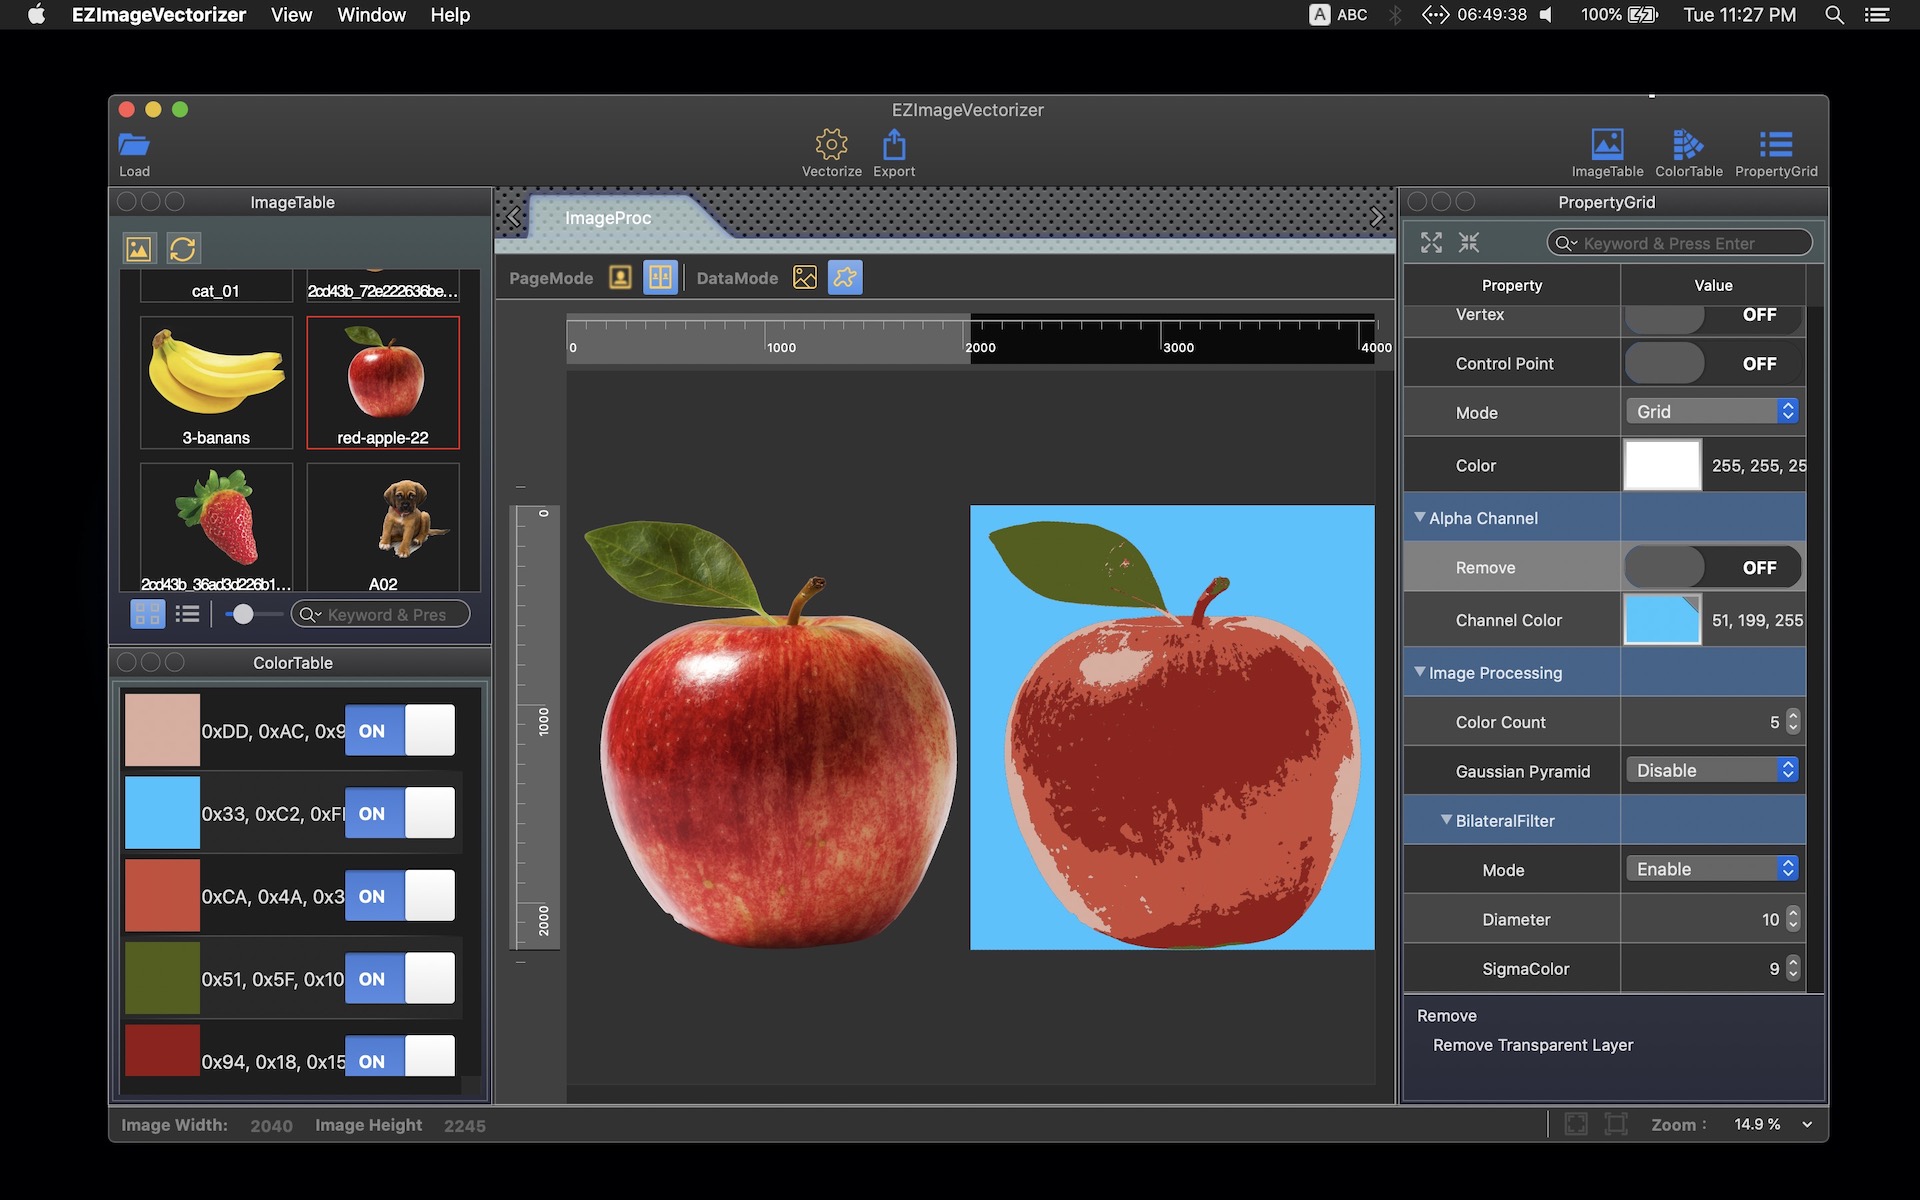 EZImageVectorizer View Window Help
A ABC 06:49:38 100% Tue 11:27 PM
EZImageVectorizer
Load
Vectorize Export
ImageTable ColorTable PropertyGrid
ImageTable
cat_01 2cd43b_72e222636be...
3-banans red-apple-22
2cd43b_36ad3d226b1... A02
Keyword & Pres
ColorTable
0xDD, 0xAC, 0x9 ON
0x33, 0xC2, 0xF ON
0xCA, 0x4A, 0x3 ON
0x51, 0x5F, 0x10 ON
0x94, 0x18, 0x15 ON
ImageProc
PageMode DataMode
0 1000 2000 3000 4000
0
1000
2000
PropertyGrid
Keyword & Press Enter
Property Value
Vertex OFF
Control Point OFF
Mode Grid
Color 255, 255, 25
Alpha Channel
Remove OFF
Channel Color 51, 199, 255
Image Processing
Color Count 5
Gaussian Pyramid Disable
BilateralFilter
Mode Enable
Diameter 10
SigmaColor 9
Remove
Remove Transparent Layer
Image Width: 2040 Image Height 2245
Zoom : 14.9 %